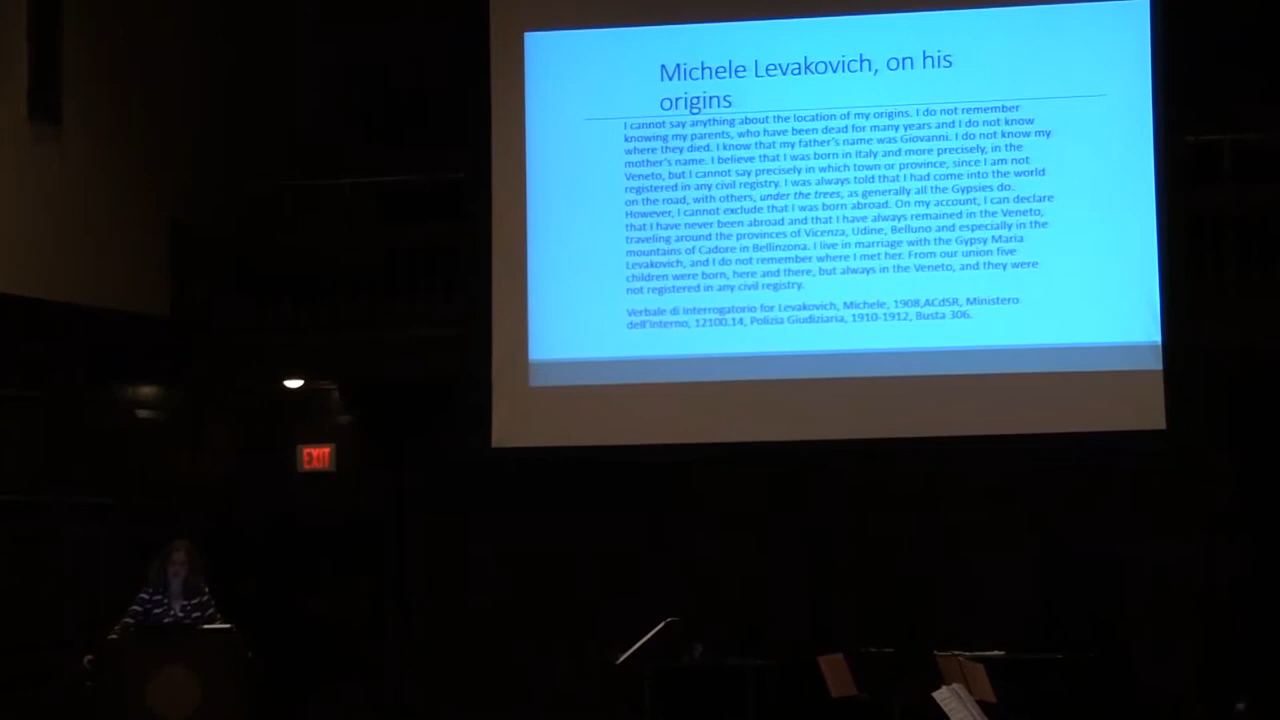 Michele Levakovich, on his
origins
I cannot say anything about the location of my origins. I do not remember
knowing my parents, who have been dead for many years and I do not know
where they died. I know that my father's name was Giovanni. I do not know my
mother's name. I believe that I was born in Italy and more precisely, in the
Veneto, but I cannot say precisely in which town or province, since I am not
registered in any civil registry. I was always told that I had come into the world
on the road, with others, under the trees, as generally all the Gypsies do.
However, I cannot exclude that I was born abroad. On my account, I can declare
that I have never been abroad and that I have always remained in the Veneto,
traveling around the provinces of Vicenza, Udine, Belluno and especially in the
mountains of Cadore in Bellinzona. I live in marriage with the Gypsy Maria
Levakovich, and I do not remember where I met her. From our union five
children were born, here and there, but always in the Veneto, and they were
not registered in any civil registry.
Verbale di Interrogatorio for Levakovich, Michele, 1908,ACdSR, Ministero
dell'Interno, 12100.14, Polizia Giudiziaria, 1910-1912, Busta 306.
EXIT